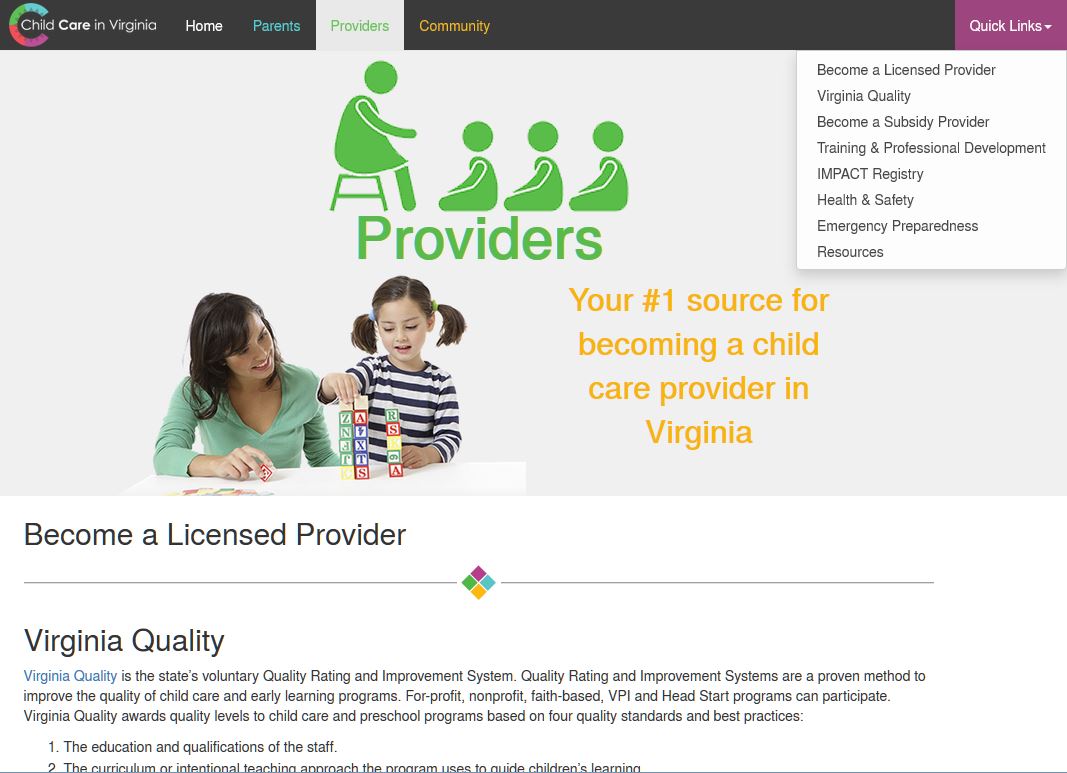 Child Care in Virginia
Home
Parents
Providers
Community
Quick Links
Become a Licensed Provider
Virginia Quality
Become a Subsidy Provider
Training & Professional Development
IMPACT Registry
Health & Safety
Emergency Preparedness
Resources
Providers
Your #1 source for
becoming a child
care provider in
Virginia
Become a Licensed Provider
Virginia Quality
Virginia Quality is the state’s voluntary Quality Rating and Improvement System. Quality Rating and Improvement Systems are a proven method to
improve the quality of child care and early learning programs. For-profit, nonprofit, faith-based, VPI and Head Start programs can participate.
Virginia Quality awards quality levels to child care and preschool programs based on four quality standards and best practices:
1. The education and qualifications of the staff.
2. The curriculum or intentional teaching approach the program uses to guide children’s learning.